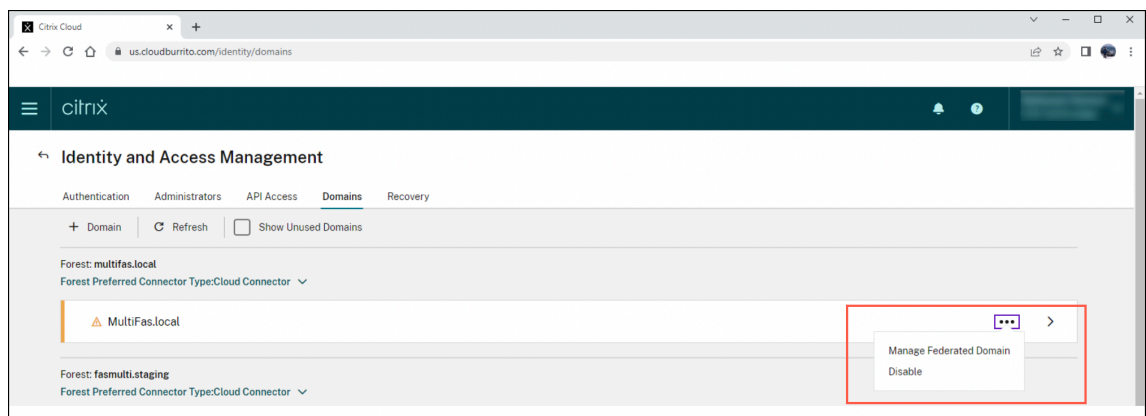 Citrix Cloud
us.cloudburrito.com/identity/domains
citrix
Identity and Access Management
Authentication Administrators API Access Domains Recovery
+ Domain Refresh Show Unused Domains
Forest: multifas.local
Forest Preferred Connector Type:Cloud Connector
MultiFas.local
Manage Federated Domain
Disable
Forest: fasmulti.staging
Forest Preferred Connector Type:Cloud Connector